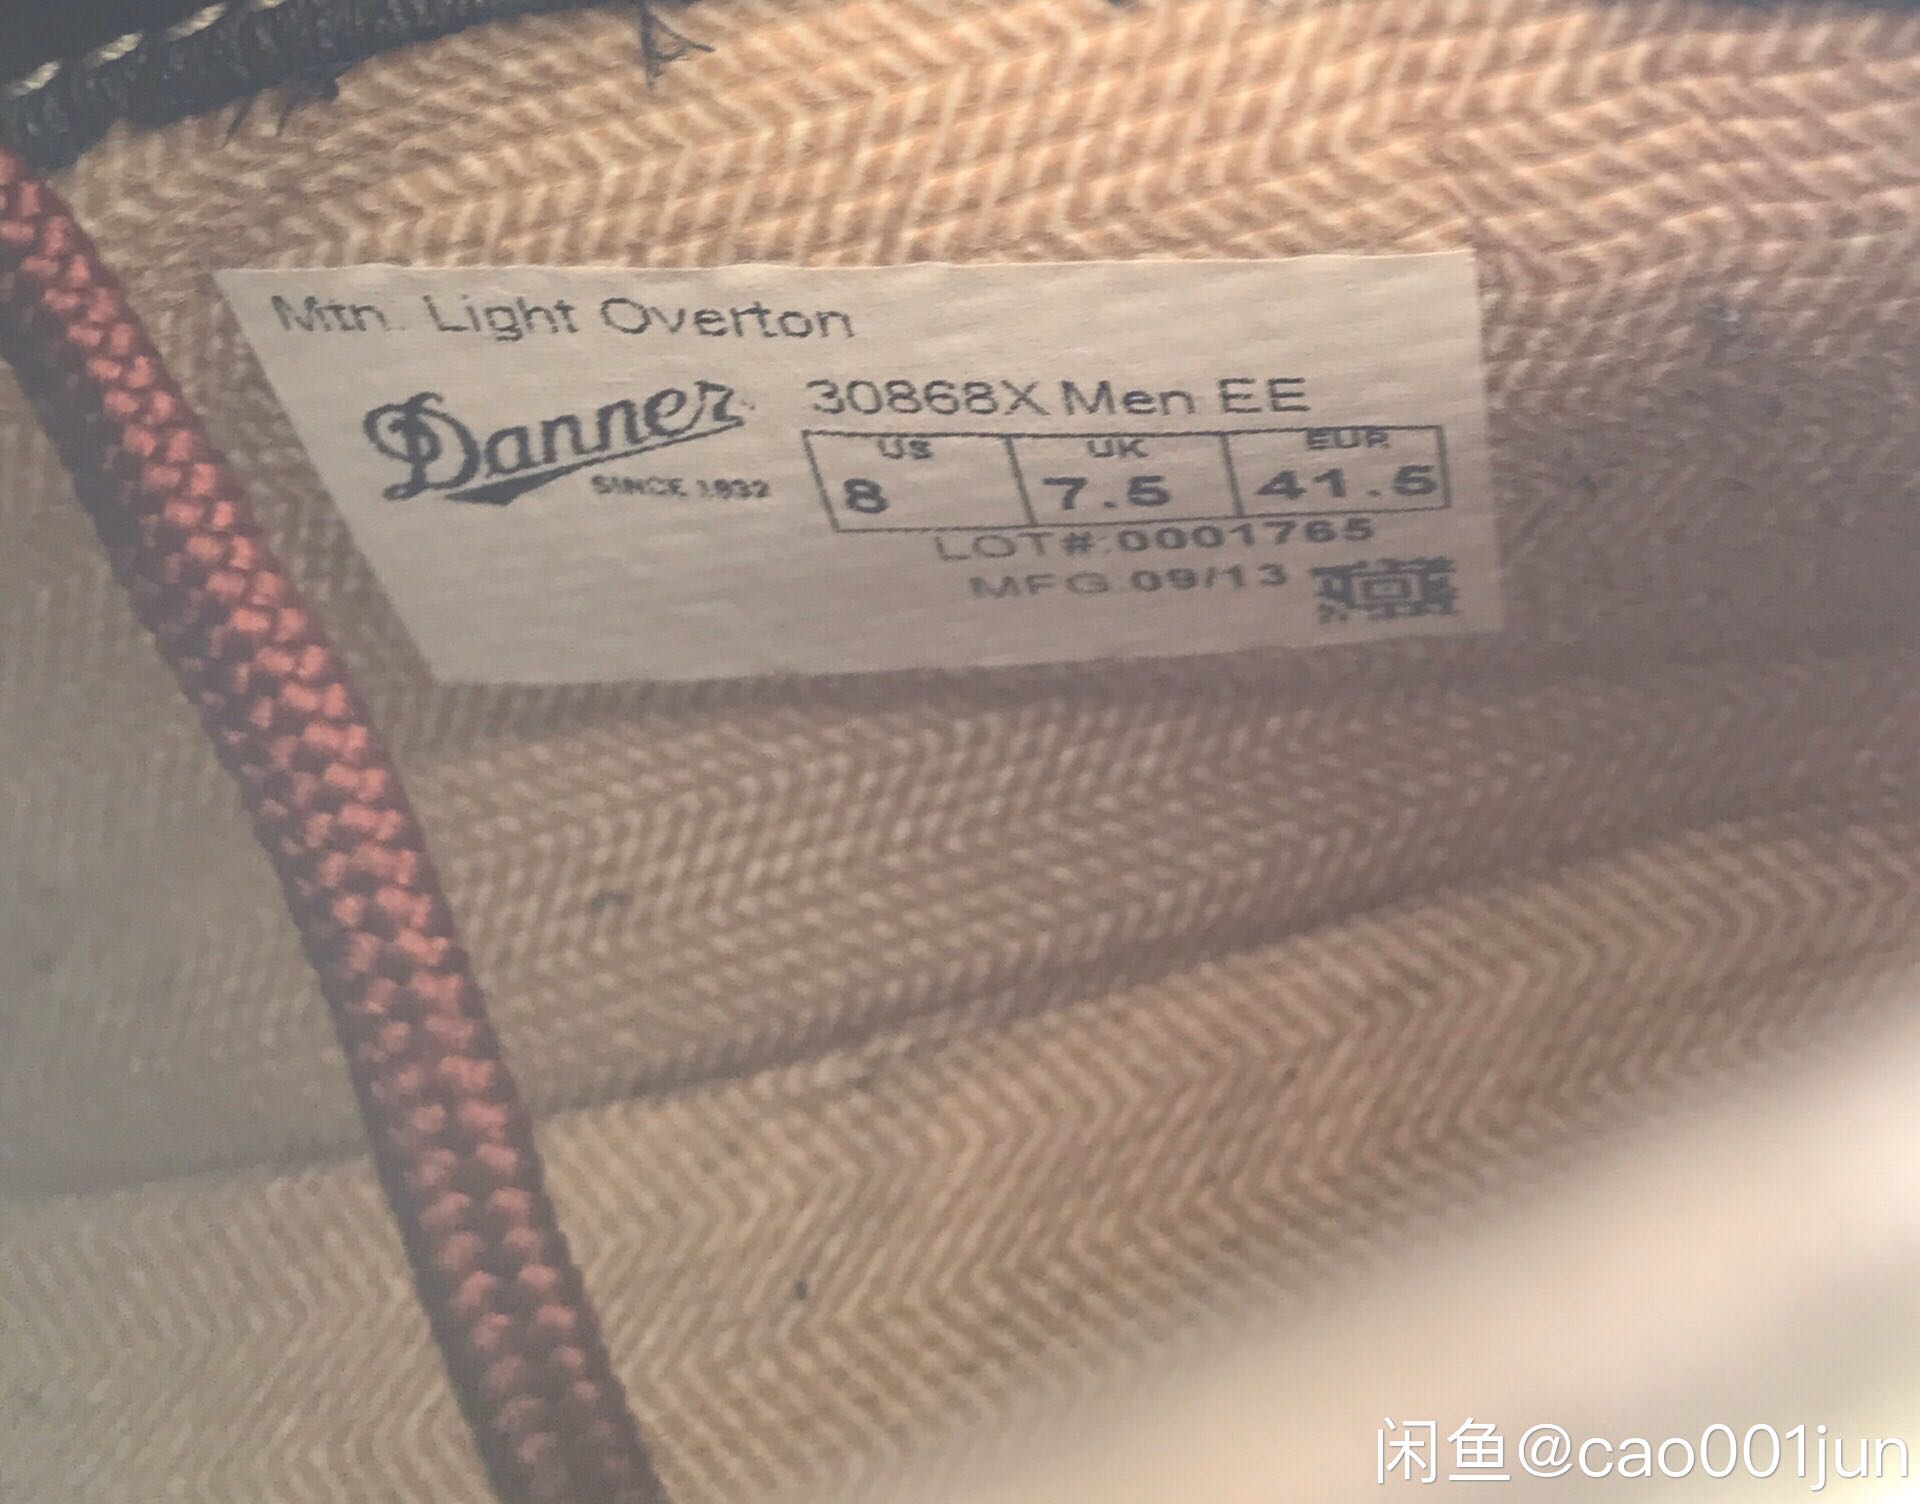 Mtn. Light Overton
Danner
SINCE 1932
30868X Men EE
US UK EUR
8 7.5 41.5
LOT#:0001765
MFG:09/13
闲鱼@cao001jun